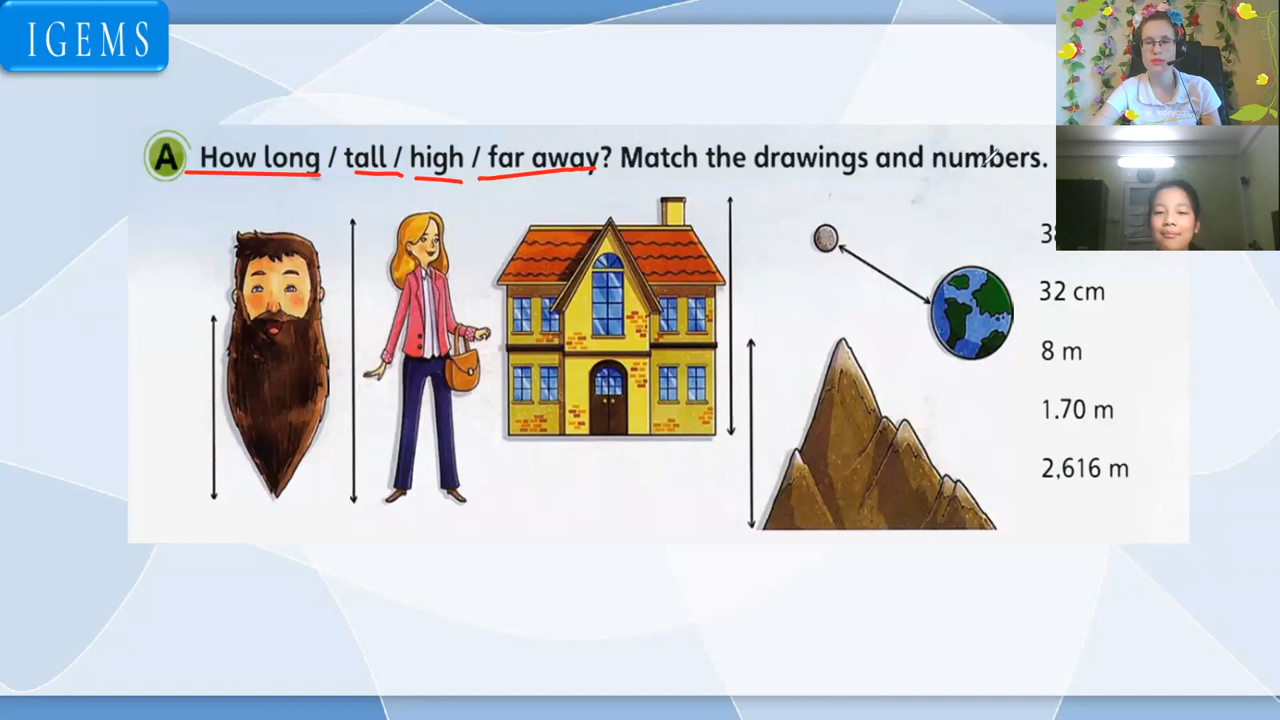 IGEMS
A How long / tall / high / far away? Match the drawings and numbers.
32 cm
8 m
1.70 m
2,616 m